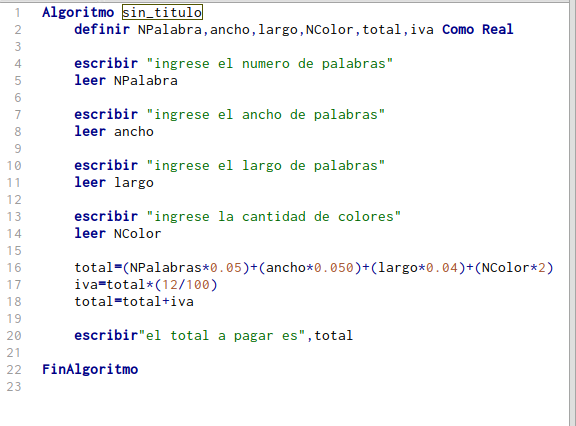 1 Algoritmo sin_titulo
2 definir NPalabra,ancho,largo,NColor,total,iva Como Real
3
4 escribir "ingrese el numero de palabras"
5 leer NPalabra
6
7 escribir "ingrese el ancho de palabras"
8 leer ancho
9
10 escribir "ingrese el largo de palabras"
11 leer largo
12
13 escribir "ingrese la cantidad de colores"
14 leer NColor
15
16 total=(NPalabras*0.05)+(ancho*0.050)+(largo*0.04)+(NColor*2)
17 iva=total*(12/100)
18 total=total+iva
19
20 escribir"el total a pagar es",total
21
22 FinAlgoritmo
23